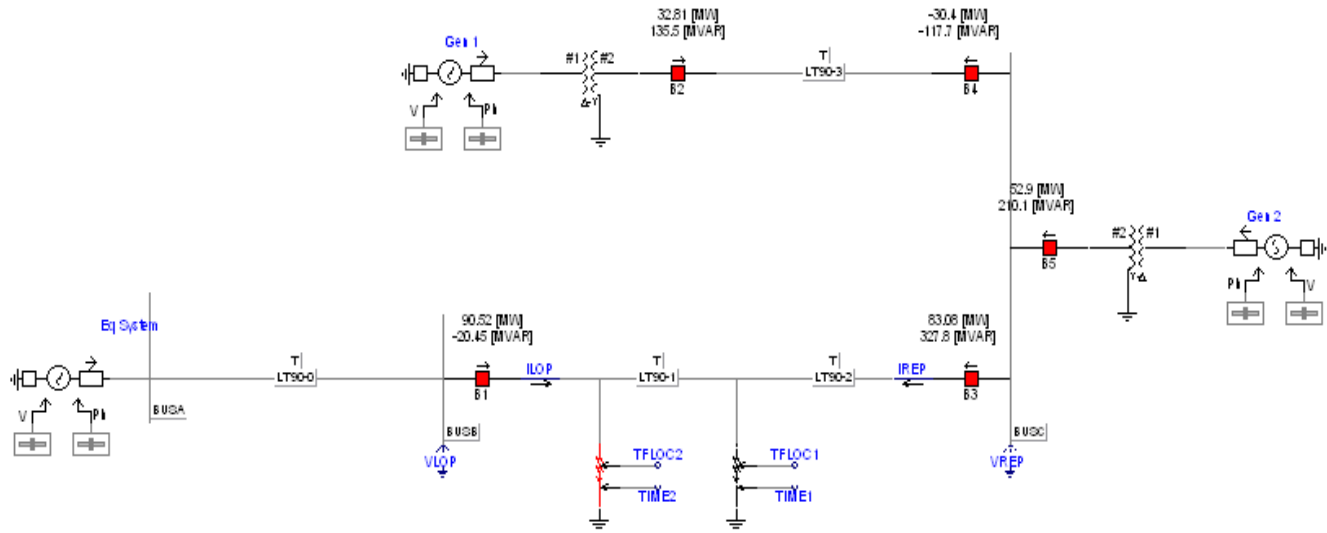 32.81 [MW]
135.5 [MVAR]
-30.4 [MW]
-117.7 [MVAR]
Gen 1
#1
#2
T
LT90-3
B2
B4
V
Ph
Δ
Y
52.9 [MW]
210.1 [MVAR]
Gen 2
#2
#1
B5
Y
Δ
Ph
V
Eq System
90.52 [MW]
-20.45 [MVAR]
83.08 [MW]
327.8 [MVAR]
T
LT90-0
ILOP
T
LT90-1
T
LT90-2
IREP
B1
B3
V
Ph
BUSA
BUSB
BUSC
VLOP
TFLOC2
TFLOC1
VREP
TIME2
TIME1